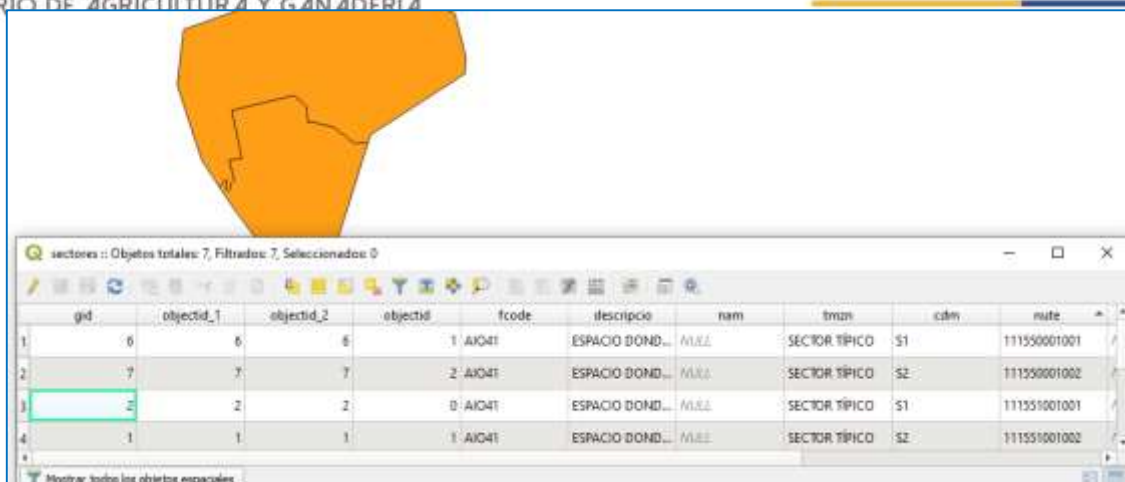 RIO DE AGRICULTURA Y GANADERÍA
sectores :: Objetos totales: 7, Filtrados: 7, Seleccionados: 0
gid objectid_1 objectid_2 objectid fcode descripcio nam tmzn cdm nute
1 6 6 6 1 AIO41 ESPACIO DOND... NULL SECTOR TÍPICO S1 111550001001
2 7 7 7 2 AIO41 ESPACIO DOND... NULL SECTOR TÍPICO S2 111550001002
3 2 2 2 0 AIO41 ESPACIO DOND... NULL SECTOR TÍPICO S1 111551001001
4 1 1 1 1 AIO41 ESPACIO DOND... NULL SECTOR TÍPICO S2 111551001002
Mostrar todos los objetos espaciales